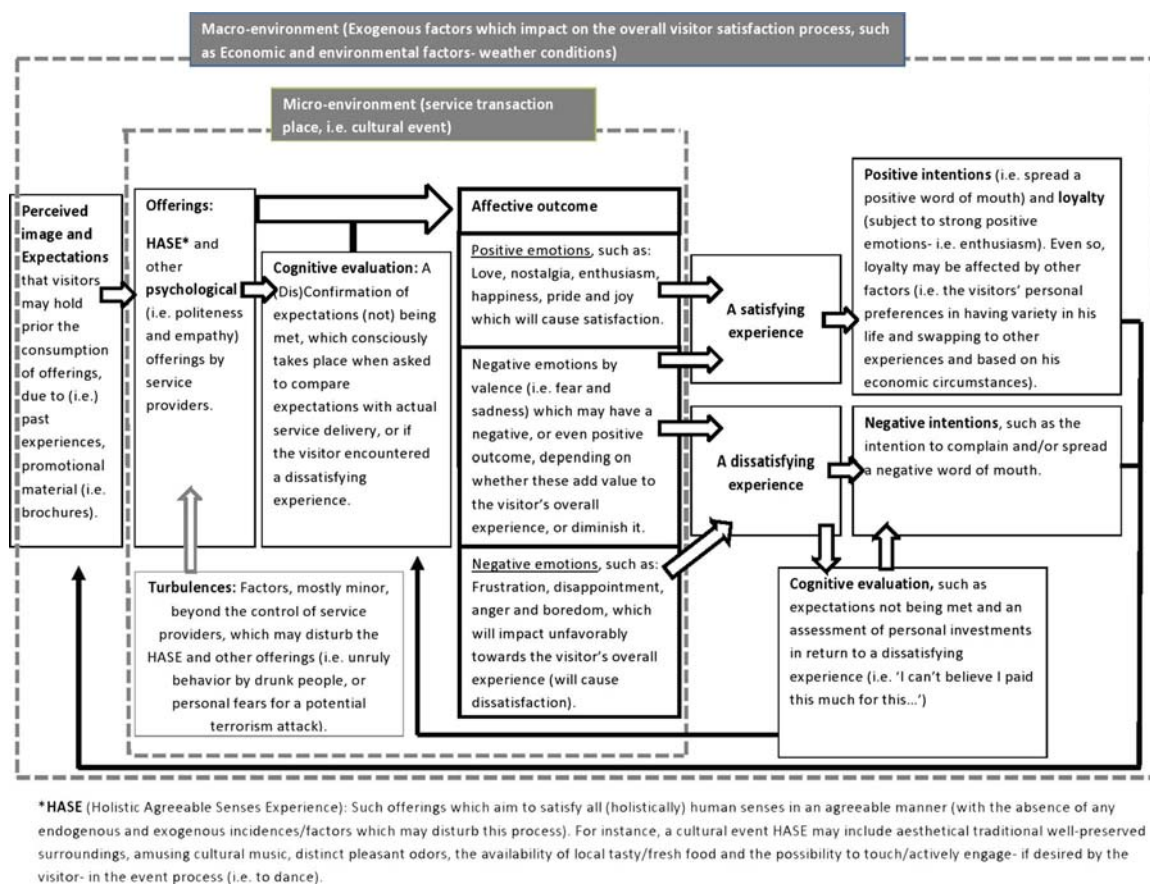 Macro-environment (Exogenous factors which impact on the overall visitor satisfaction process, such
as Economic and environmental factors- weather conditions)
Micro-environment (service transaction
place, i.e. cultural event)
Perceived
image and
Expectations
that visitors
may hold
prior the
consumption
of offerings,
due to (i.e.)
past
experiences,
promotional
material (i.e.
brochures).
Offerings:
HASE* and
other
psychological
(i.e. politeness
and empathy)
offerings by
service
providers.
Cognitive evaluation: A
(Dis)Confirmation of
expectations (not) being
met, which consciously
takes place when asked
to compare
expectations with actual
service delivery, or if
the visitor encountered
a dissatisfying
experience.
Turbulences: Factors, mostly minor,
beyond the control of service
providers, which may disturb the
HASE and other offerings (i.e. unruly
behavior by drunk people, or
personal fears for a potential
terrorism attack).
Affective outcome
Positive emotions, such as:
Love, nostalgia, enthusiasm,
happiness, pride and joy
which will cause satisfaction.
Negative emotions by
valence (i.e. fear and
sadness) which may have a
negative, or even positive
outcome, depending on
whether these add value to
the visitor's overall
experience, or diminish it.
Negative emotions, such as:
Frustration, disappointment,
anger and boredom, which
will impact unfavorably
towards the visitor's overall
experience (will cause
dissatisfaction).
A satisfying
experience
A dissatisfying
experience
Positive intentions (i.e. spread a
positive word of mouth) and loyalty
(subject to strong positive
emotions- i.e. enthusiasm). Even so,
loyalty may be affected by other
factors (i.e. the visitors' personal
preferences in having variety in his
life and swapping to other
experiences and based on his
economic circumstances).
Negative intentions, such as the
intention to complain and/or spread
a negative word of mouth.
Cognitive evaluation, such as
expectations not being met and an
assessment of personal investments
in return to a dissatisfying
experience (i.e. 'I can't believe I paid
this much for this...')
*HASE (Holistic Agreeable Senses Experience): Such offerings which aim to satisfy all (holistically) human senses in an agreeable manner (with the absence of any
endogenous and exogenous incidences/factors which may disturb this process). For instance, a cultural event HASE may include aesthetical traditional well-preserved
surroundings, amusing cultural music, distinct pleasant odors, the availability of local tasty/fresh food and the possibility to touch/actively engage- if desired by the
visitor- in the event process (i.e. to dance).